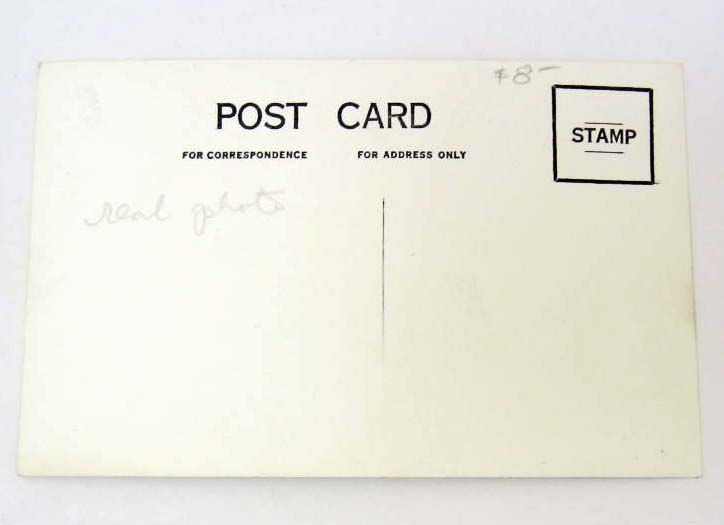 $8-
POST CARD
FOR CORRESPONDENCE FOR ADDRESS ONLY
STAMP
real photo